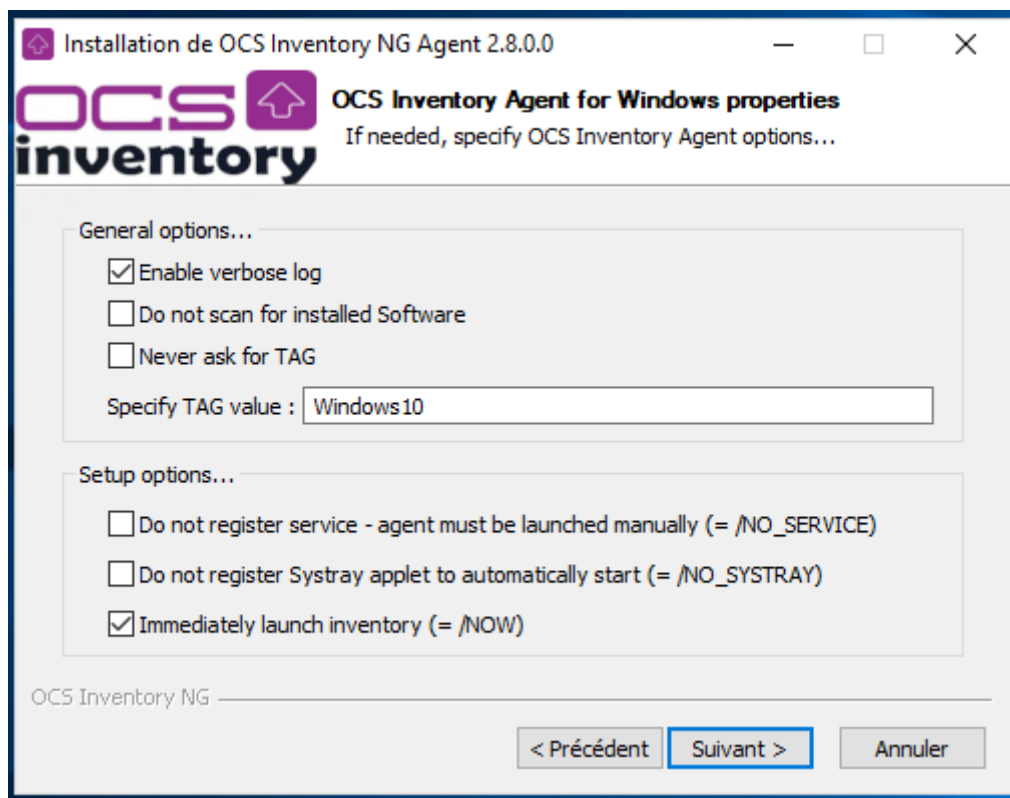 Installation de OCS Inventory NG Agent 2.8.0.0
OCS
inventory
OCS Inventory Agent for Windows properties
If needed, specify OCS Inventory Agent options...
General options...
Enable verbose log
Do not scan for installed Software
Never ask for TAG
Specify TAG value : Windows10
Setup options...
Do not register service - agent must be launched manually (= /NO_SERVICE)
Do not register Systray applet to automatically start (= /NO_SYSTRAY)
Immediately launch inventory (= /NOW)
OCS Inventory NG
< Précédent Suivant > Annuler